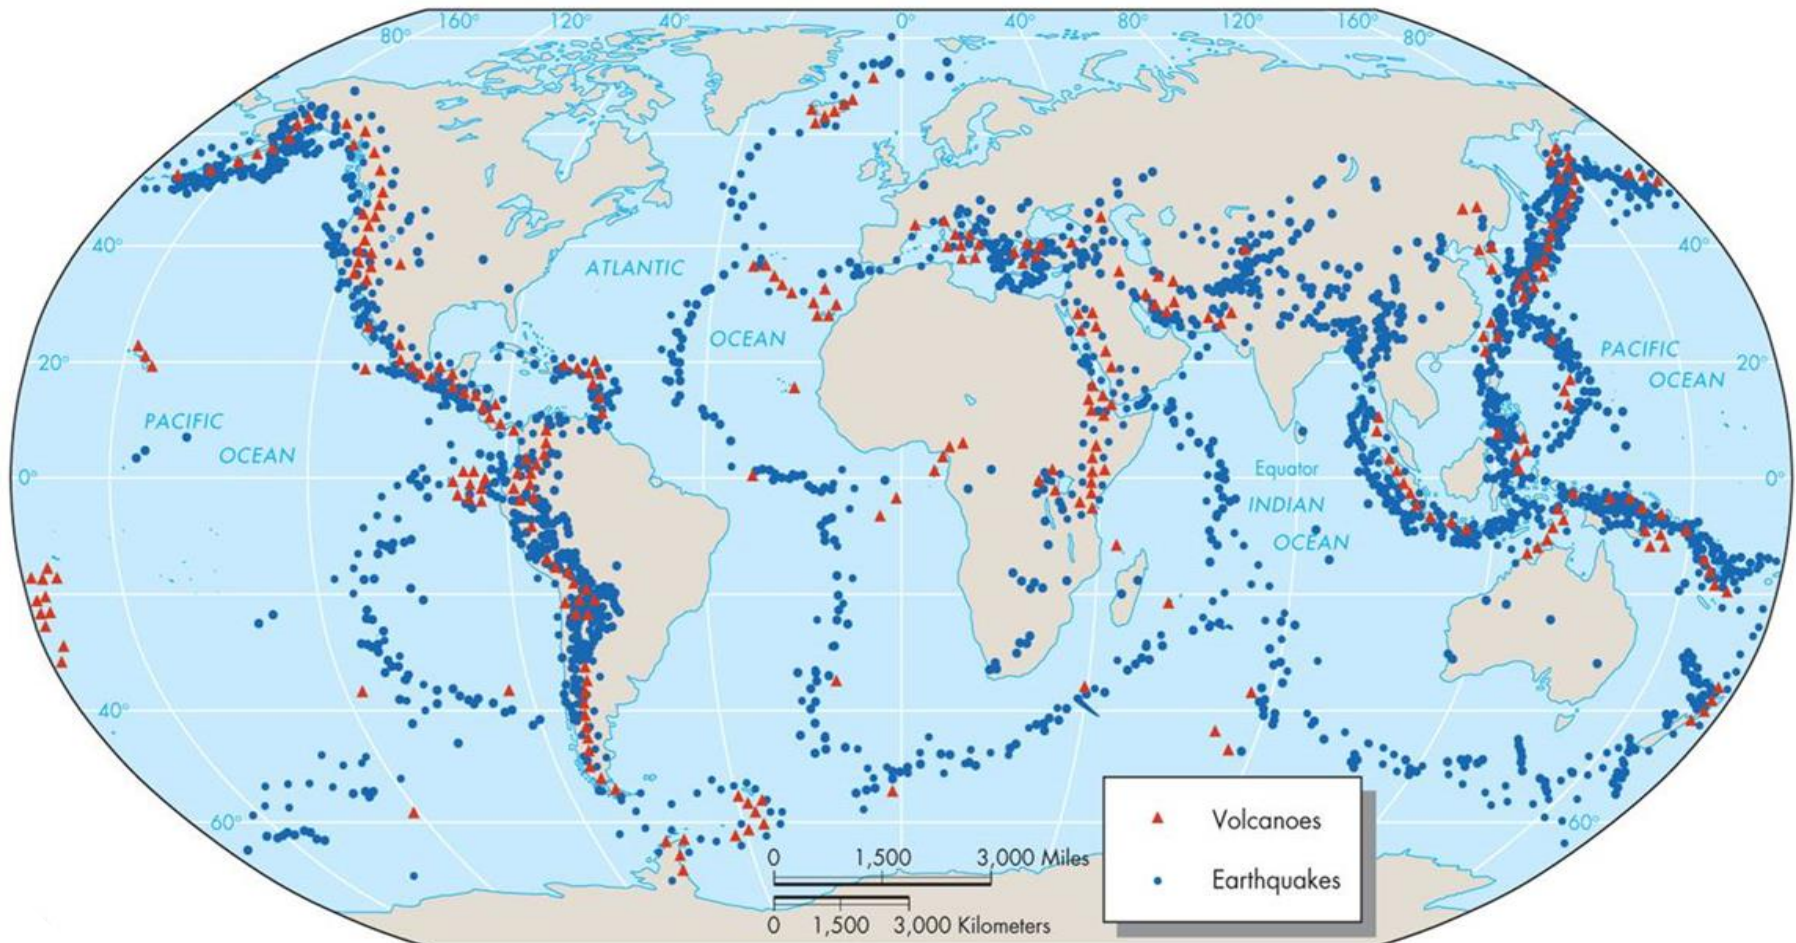 160° 120° 40° 0° 40° 80° 120° 160°
80° 80°
40° 40°
ATLANTIC
OCEAN
PACIFIC
OCEAN
20° 20°
PACIFIC
OCEAN
Equator
0° 0°
INDIAN
OCEAN
40° 40°
60° 60°
Volcanoes
Earthquakes
0 1,500 3,000 Miles
0 1,500 3,000 Kilometers